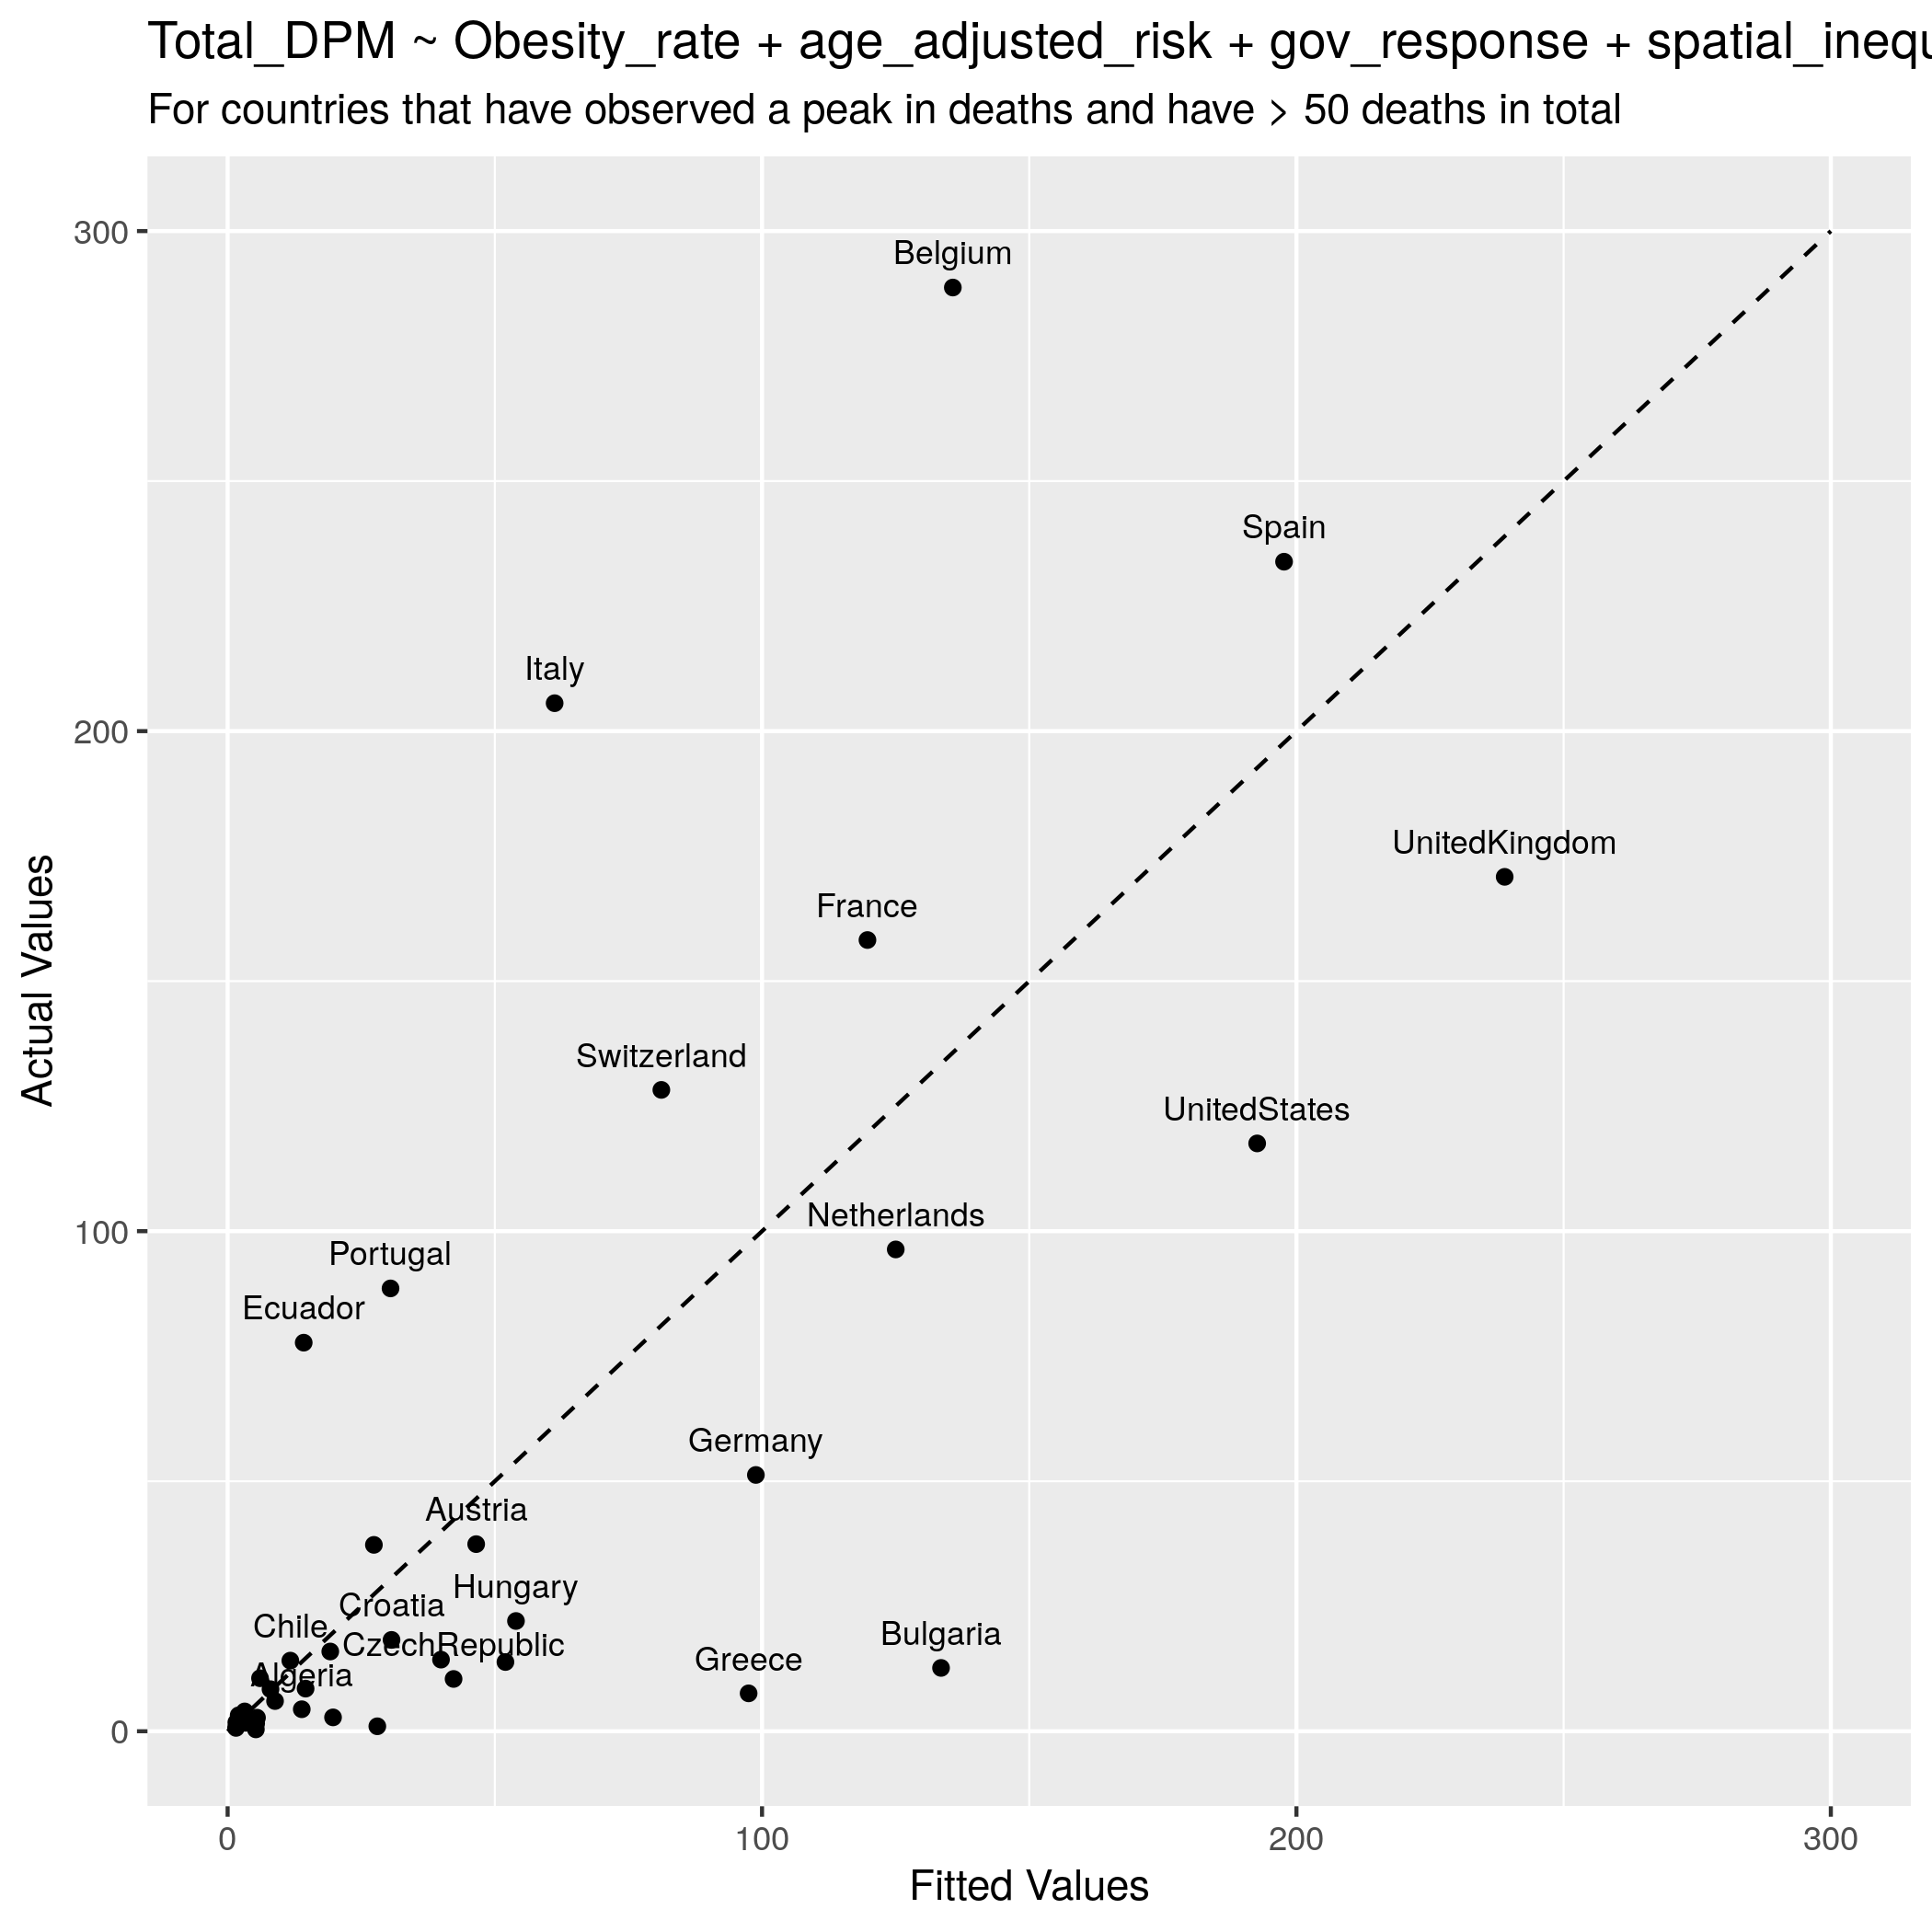 Total_DPM ~ Obesity_rate + age_adjusted_risk + gov_response + spatial_inequ
For countries that have observed a peak in deaths and have > 50 deaths in total
300
Belgium
Spain
Italy
200
UnitedKingdom
France
Switzerland
UnitedStates
Netherlands
100
Portugal
Ecuador
Germany
Austria
Hungary
Croatia
Chile
Bulgaria
CzechRepublic
Greece
Algeria
0
Actual Values
0 100 200 300
Fitted Values